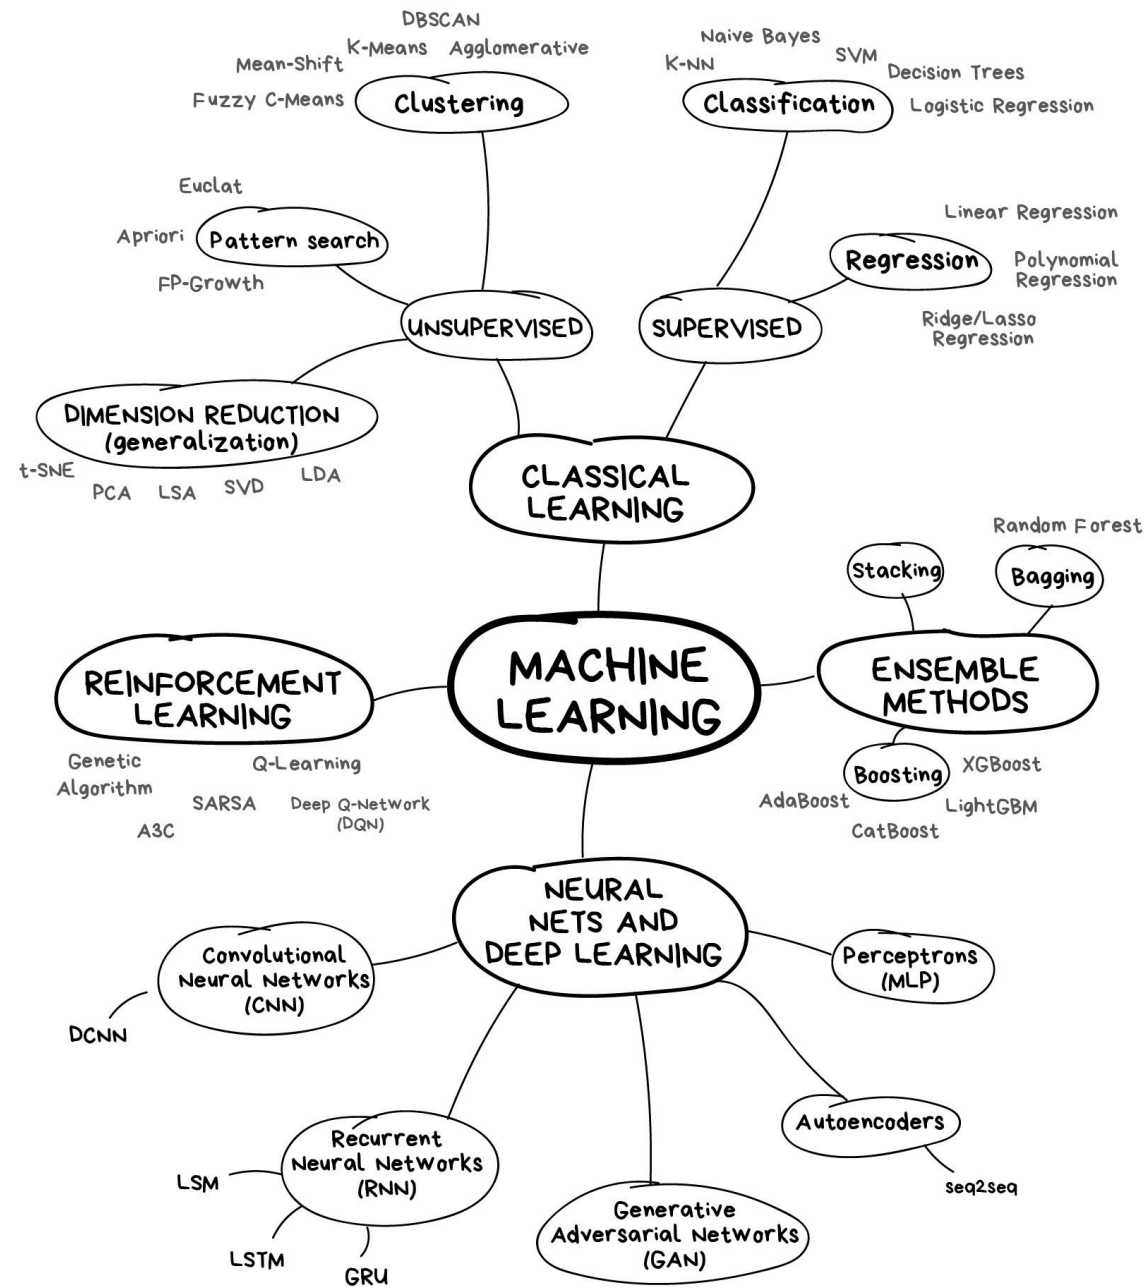 DBSCAN
K-Means
Agglomerative
Mean-Shift
Fuzzy C-Means
Clustering
Naive Bayes
K-NN
SVM
Decision Trees
Classification
Logistic Regression
Euclat
Apriori
Pattern search
FP-Growth
Linear Regression
Regression
Polynomial
Regression
Ridge/Lasso
Regression
UNSUPERVISED
SUPERVISED
DIMENSION REDUCTION
(generalization)
t-SNE
PCA
LSA
SVD
LDA
CLASSICAL
LEARNING
Random Forest
Stacking
Bagging
REINFORCEMENT
LEARNING
MACHINE
LEARNING
ENSEMBLE
METHODS
Genetic
Algorithm
Q-Learning
SARSA
Deep Q-Network
(DQN)
A3C
Boosting
XGBoost
AdaBoost
LightGBM
CatBoost
NEURAL
NETS AND
DEEP LEARNING
Convolutional
Neural Networks
(CNN)
DCNN
Perceptrons
(MLP)
Autoencoders
seq2seq
Recurrent
Neural Networks
(RNN)
LSM
LSTM
GRU
Generative
Adversarial Networks
(GAN)